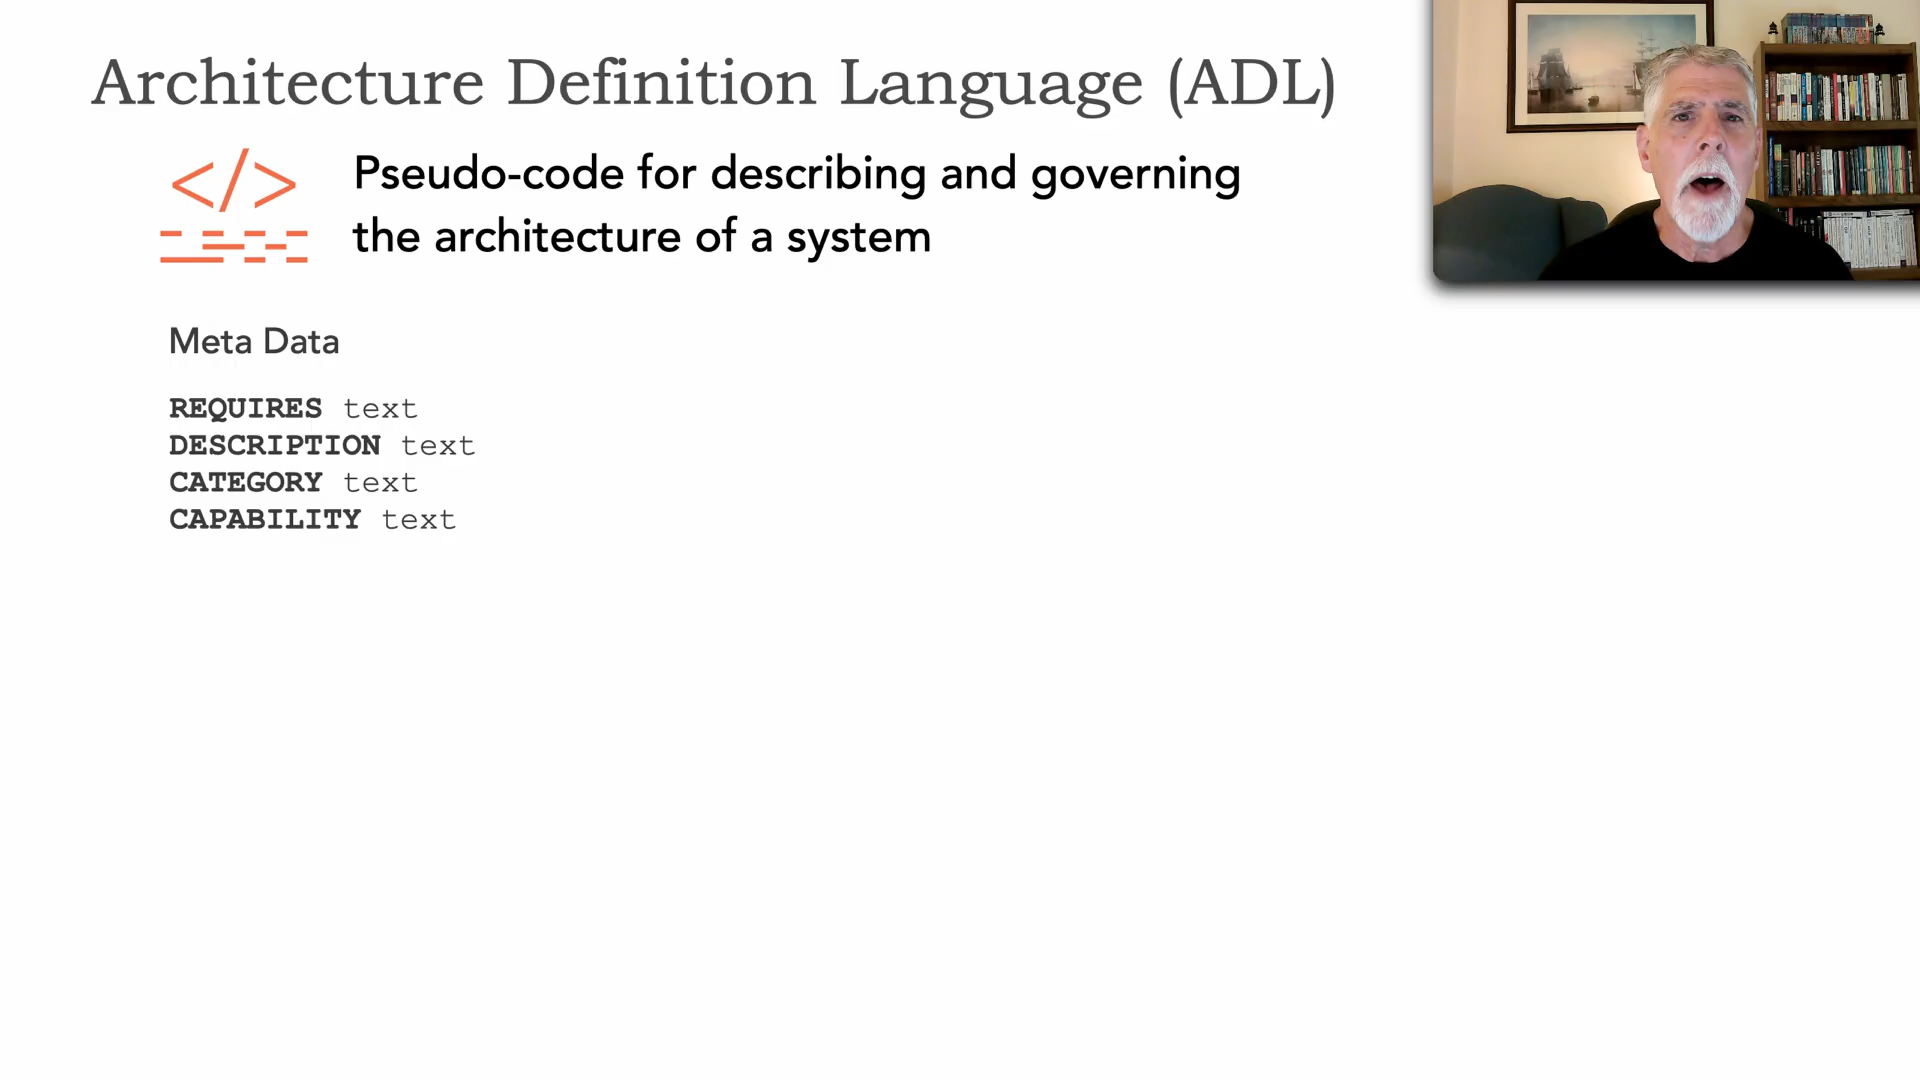 Architecture Definition Language (ADL)
</>
Pseudo-code for describing and governing
the architecture of a system
Meta Data
REQUIRES text
DESCRIPTION text
CATEGORY text
CAPABILITY text